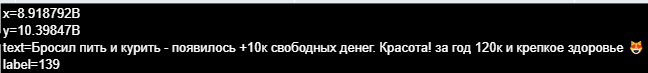 x=8.918792B
y=10.39847B
text=Бросил пить и курить - появилось +10к свободных денег. Красота! за год 120к и крепкое здоровье 😻
label=139